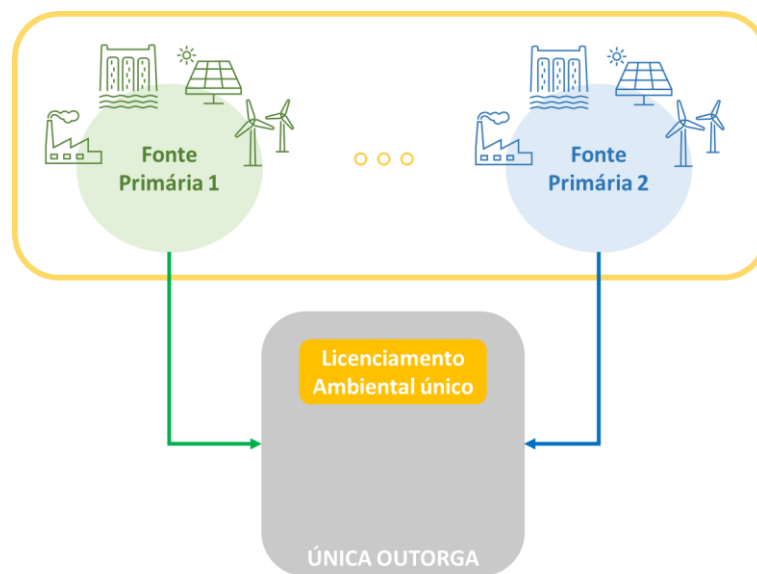 Fonte
Primária 1
Fonte
Primária 2
Licenciamento
Ambiental único
ÚNICA OUTORGA